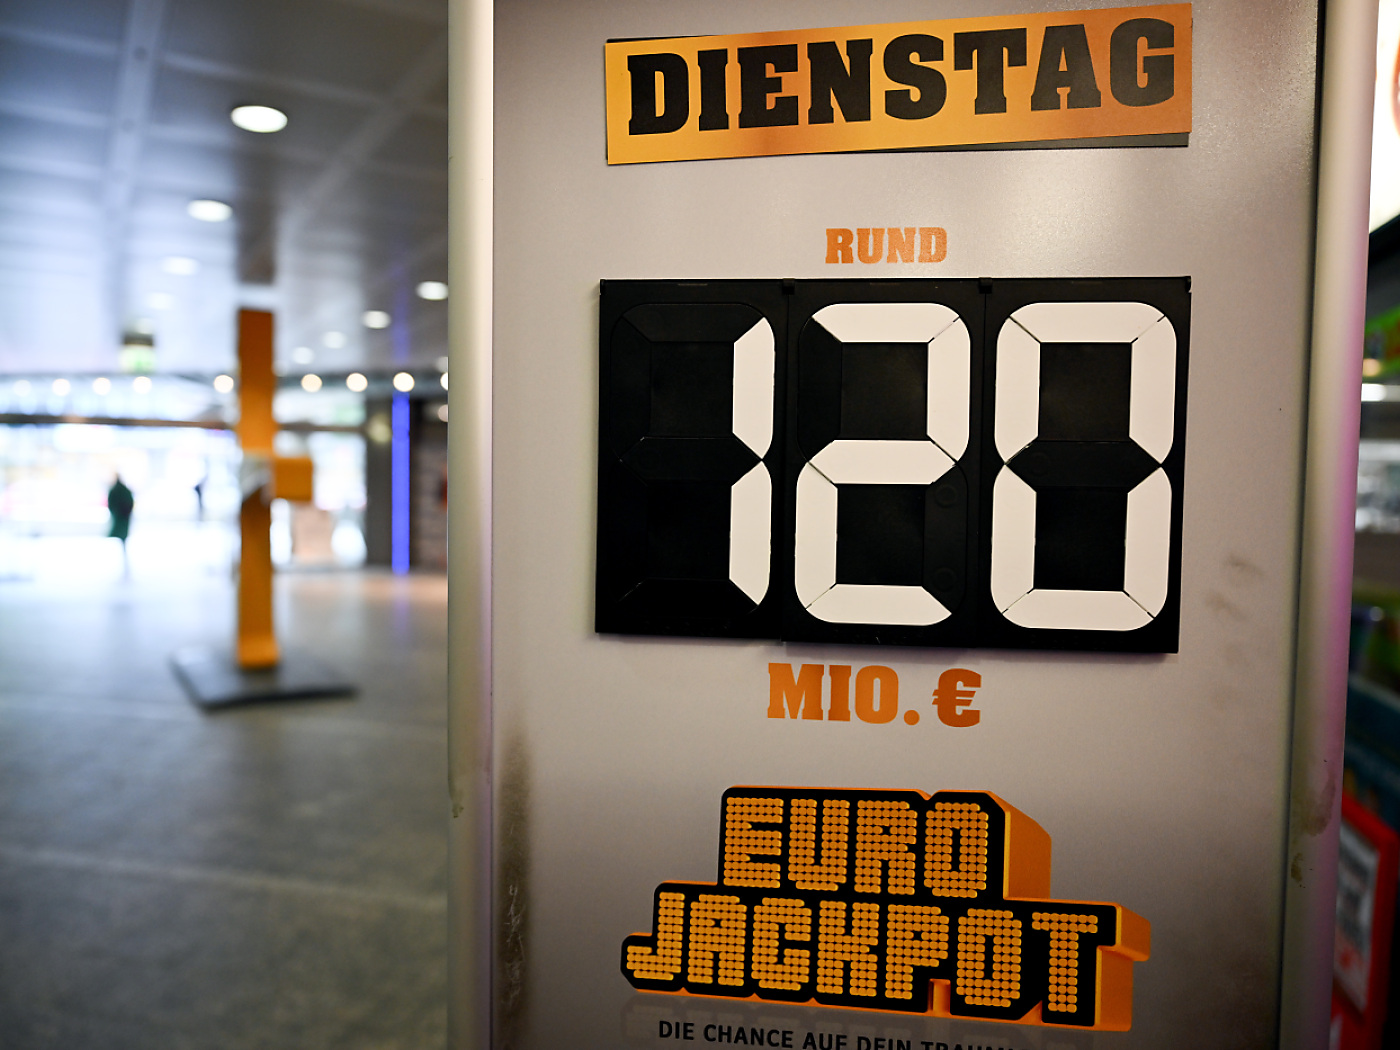 DIENSTAG
RUND
120
MIO. €
EURO
JACKPOT
DIE CHANCE AUF DEIN